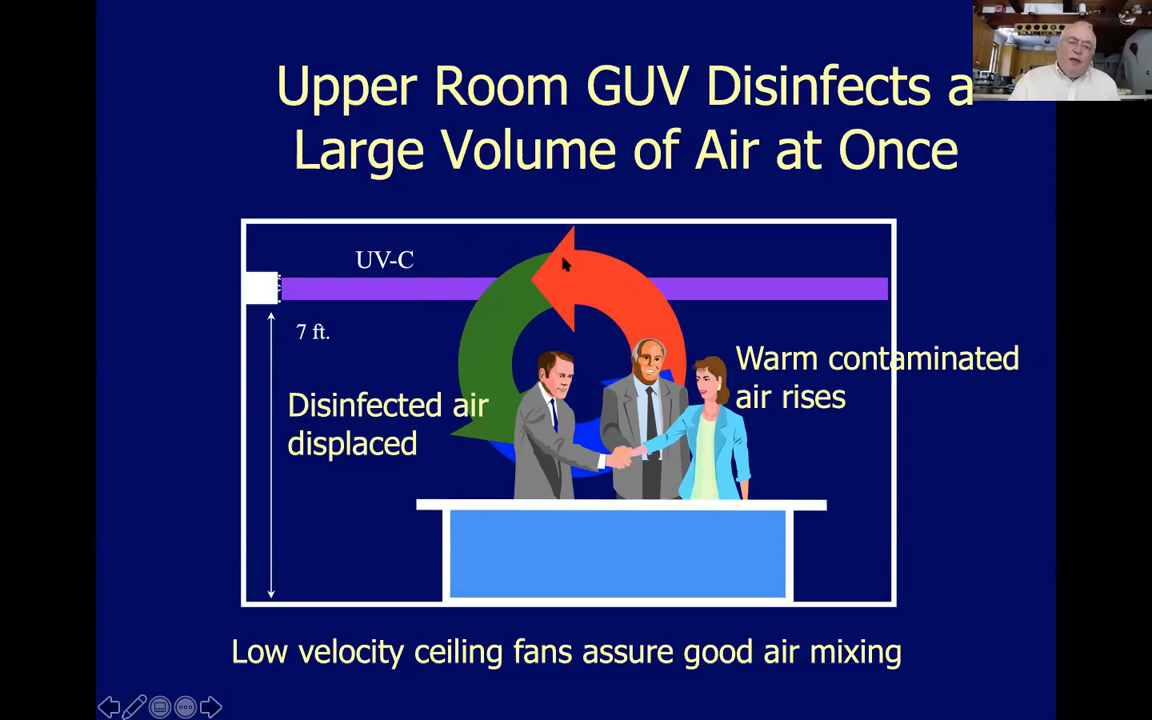 Upper Room GUV Disinfects a
Large Volume of Air at Once
UV-C
7 ft.
Warm contaminated
air rises
Disinfected air
displaced
Low velocity ceiling fans assure good air mixing